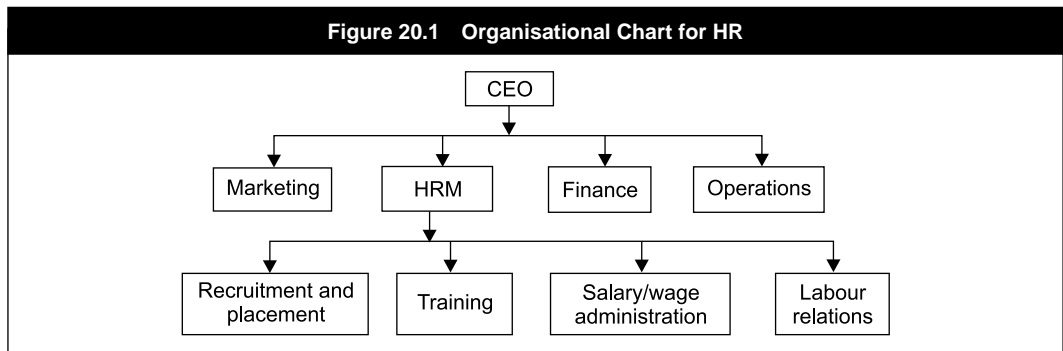 Figure 20.1 Organisational Chart for HR
CEO
Marketing
HRM
Finance
Operations
Recruitment and
placement
Training
Salary/wage
administration
Labour
relations